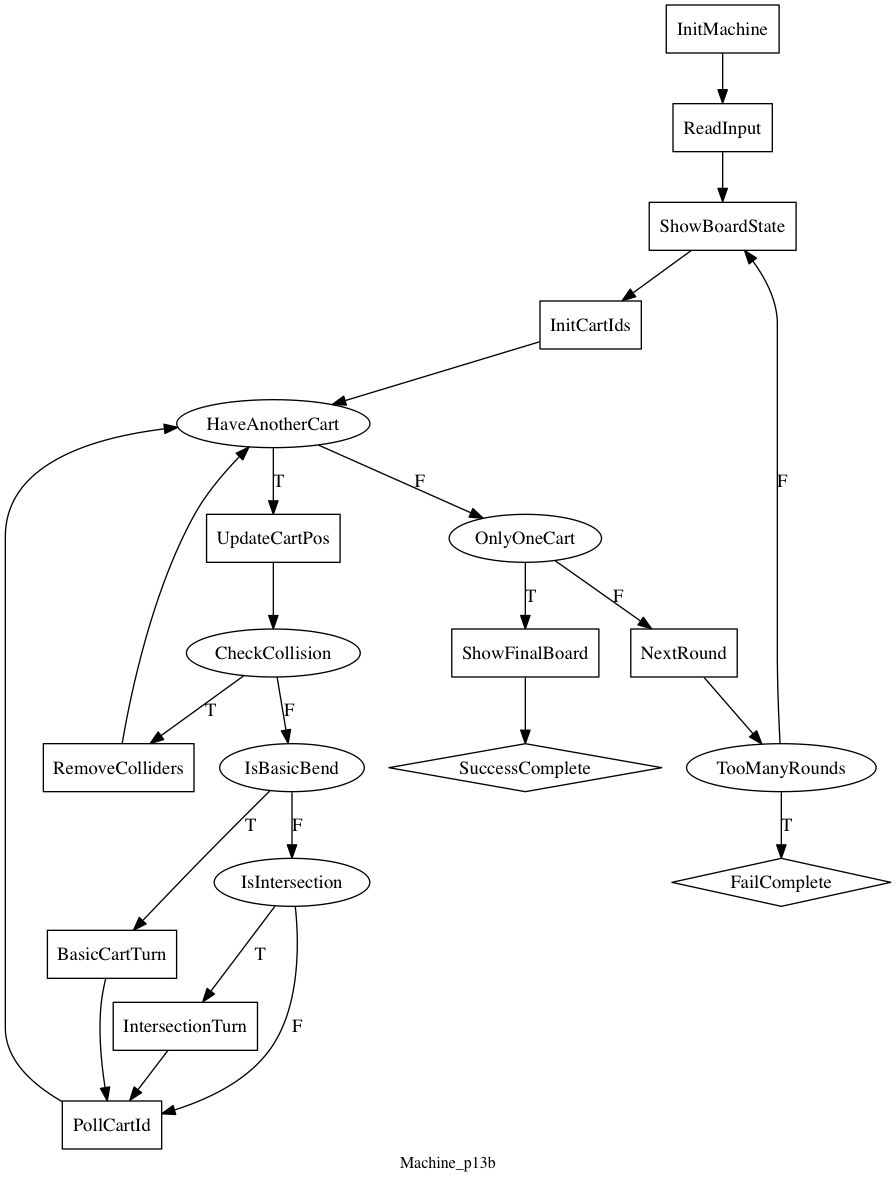 InitMachine
ReadInput
ShowBoardState
InitCartIds
HaveAnotherCart
T
F
F
UpdateCartPos
OnlyOneCart
T
F
CheckCollision
ShowFinalBoard
NextRound
T
F
RemoveColliders
IsBasicBend
SuccessComplete
TooManyRounds
T
F
T
IsIntersection
FailComplete
BasicCartTurn
T
IntersectionTurn
F
PollCartId
Machine_p13b